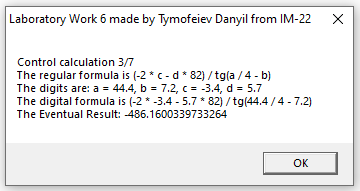 Laboratory Work 6 made by Tymofeiev Danyil from IM-22
Control calculation 3/7
The regular formula is (-2 * c - d * 82) / tg(a / 4 - b)
The digits are: a = 44.4, b = 7.2, c = -3.4, d = 5.7
The digital formula is (-2 * -3.4 - 5.7 * 82) / tg(44.4 / 4 - 7.2)
The Eventual Result: -486.1600339733264
OK